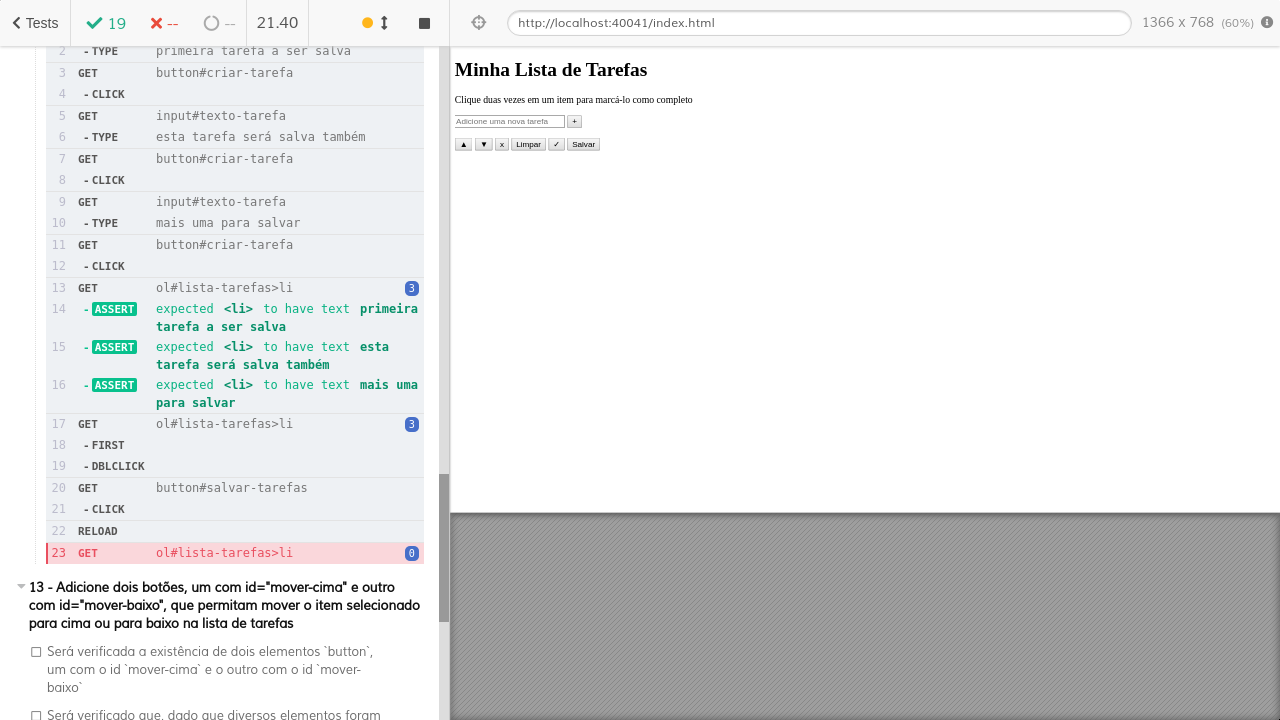 Tests 19 -- -- 21.40
2 -TYPE primeira tarefa a ser salva
3 GET button#criar-tarefa
4 -CLICK
5 GET input#texto-tarefa
6 -TYPE esta tarefa será salva também
7 GET button#criar-tarefa
8 -CLICK
9 GET input#texto-tarefa
10 -TYPE mais uma para salvar
11 GET button#criar-tarefa
12 -CLICK
13 GET ol#lista-tarefas>li 3
14 -ASSERT expected <li> to have text primeira
tarefa a ser salva
15 -ASSERT expected <li> to have text esta
tarefa será salva também
16 -ASSERT expected <li> to have text mais uma
para salvar
17 GET ol#lista-tarefas>li 3
18 -FIRST
19 -DBLCLICK
20 GET button#salvar-tarefas
21 -CLICK
22 RELOAD
23 GET ol#lista-tarefas>li 0
13 - Adicione dois botões, um com id="mover-cima" e outro
com id="mover-baixo", que permitam mover o item selecionado
para cima ou para baixo na lista de tarefas
Será verificada a existência de dois elementos `button`,
um com o id `mover-cima` e o outro com o id `mover-
baixo`
Será verificado que, dado que diversos elementos foram
http://localhost:40041/index.html 1366 x 768 (60%)
Minha Lista de Tarefas
Clique duas vezes em um item para marcá-lo como completo
Adicione uma nova tarefa +
▲ ▼ x Limpar ✓ Salvar